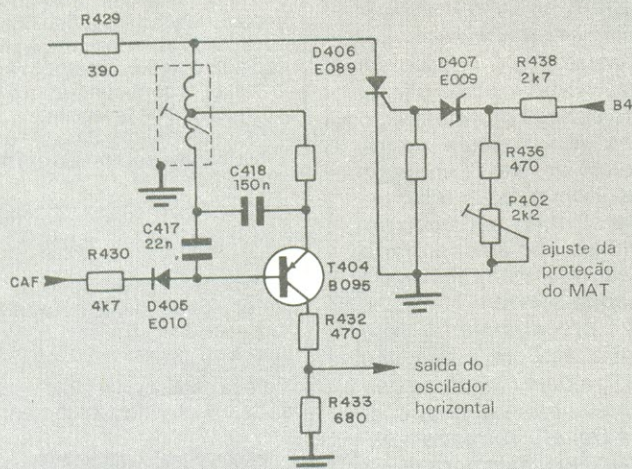 R429
390
D406
E089
D407
E009
R438
2k7
B4
R436
470
P402
2k2
ajuste da
proteção
do MAT
C418
150n
C417
22n
R430
4k7
CAF
D405
E010
T404
B095
R432
470
saída do
oscilador
horizontal
R433
680